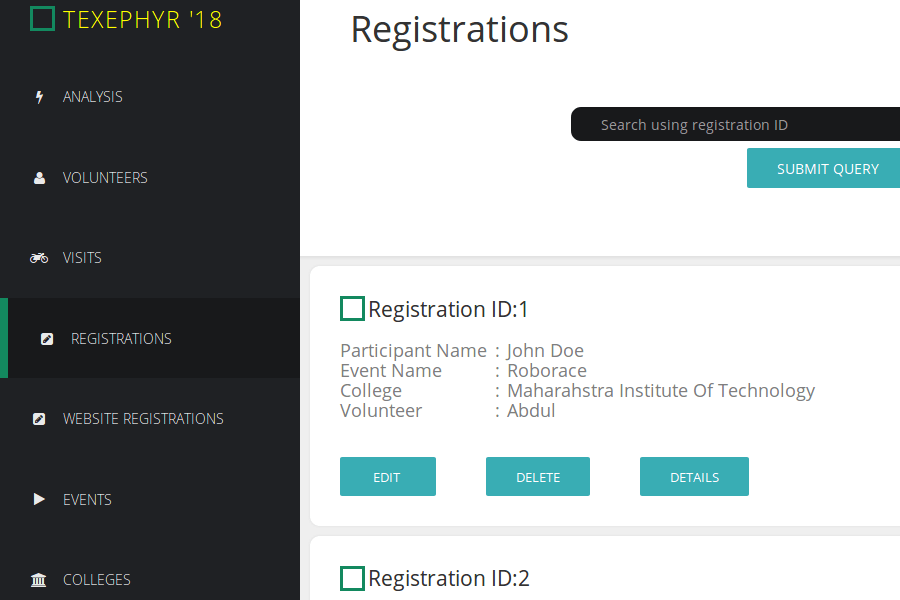 TEXEPHYR '18
ANALYSIS
VOLUNTEERS
VISITS
REGISTRATIONS
WEBSITE REGISTRATIONS
EVENTS
COLLEGES
Registrations
Search using registration ID
SUBMIT QUERY
Registration ID:1
Participant Name : John Doe
Event Name : Roborace
College : Maharahstra Institute Of Technology
Volunteer : Abdul
EDIT DELETE DETAILS
Registration ID:2